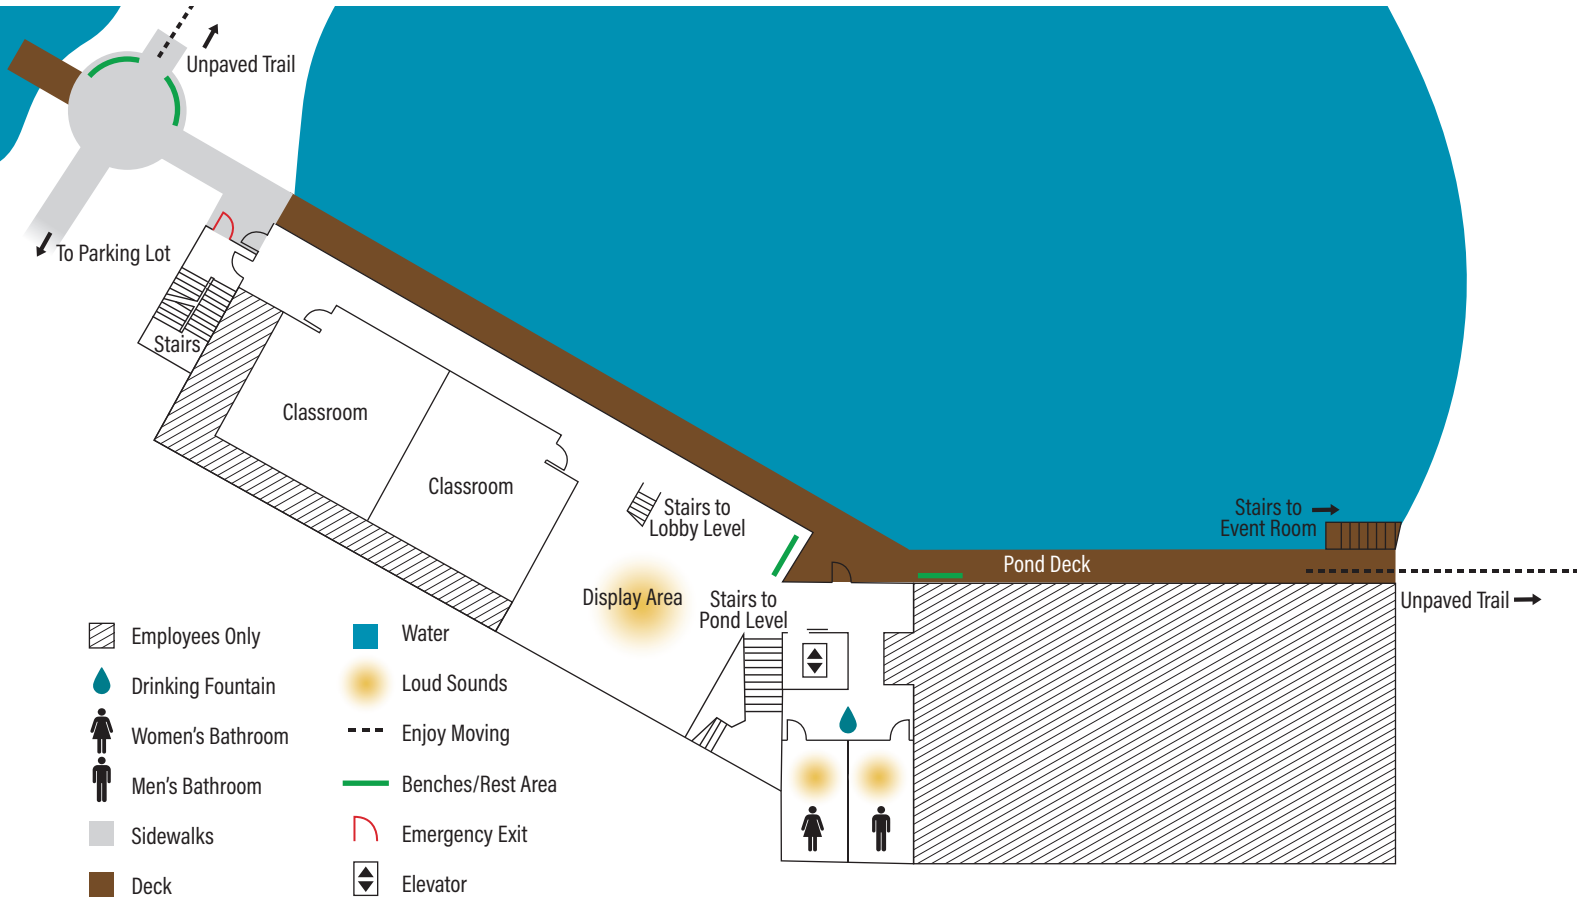 Unpaved Trail
To Parking Lot
Stairs
Classroom
Classroom
Stairs to
Lobby Level
Display Area
Stairs to
Pond Level
Stairs to
Event Room
Pond Deck
Unpaved Trail
Employees Only
Drinking Fountain
Women's Bathroom
Men's Bathroom
Sidewalks
Deck
Water
Loud Sounds
Enjoy Moving
Benches/Rest Area
Emergency Exit
Elevator